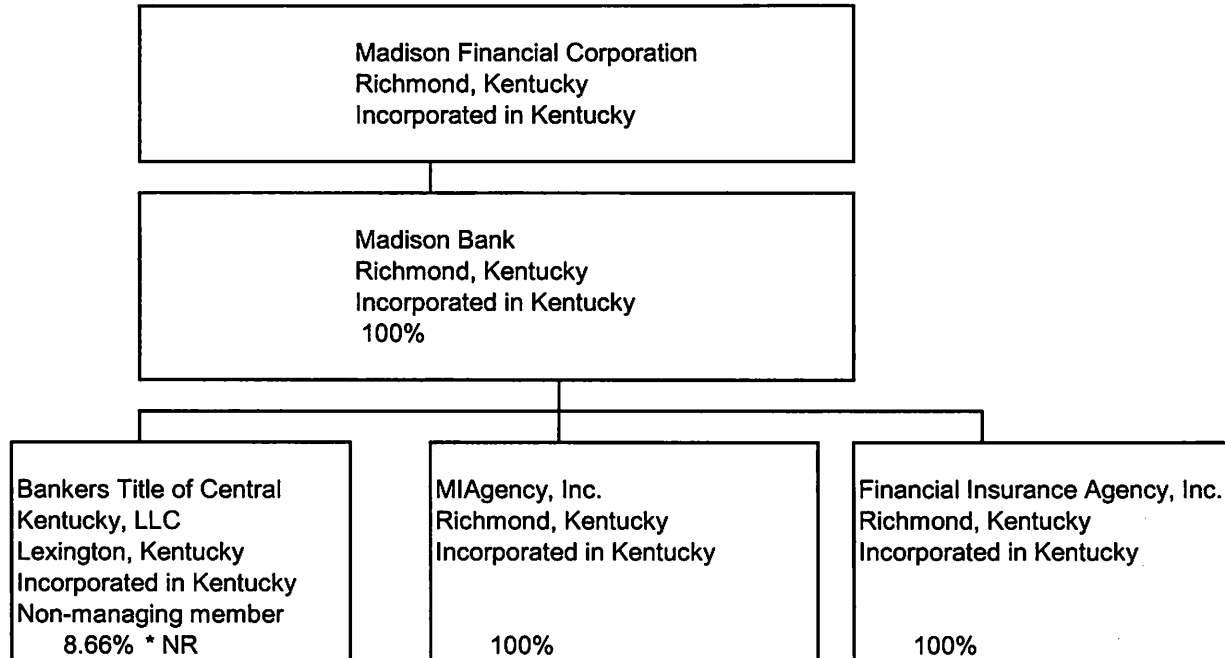 Madison Financial Corporation
Richmond, Kentucky
Incorporated in Kentucky
Madison Bank
Richmond, Kentucky
Incorporated in Kentucky
100%
Bankers Title of Central
Kentucky, LLC
Lexington, Kentucky
Incorporated in Kentucky
Non-managing member
8.66% * NR
MIAgency, Inc.
Richmond, Kentucky
Incorporated in Kentucky
100%
Financial Insurance Agency, Inc.
Richmond, Kentucky
Incorporated in Kentucky
100%